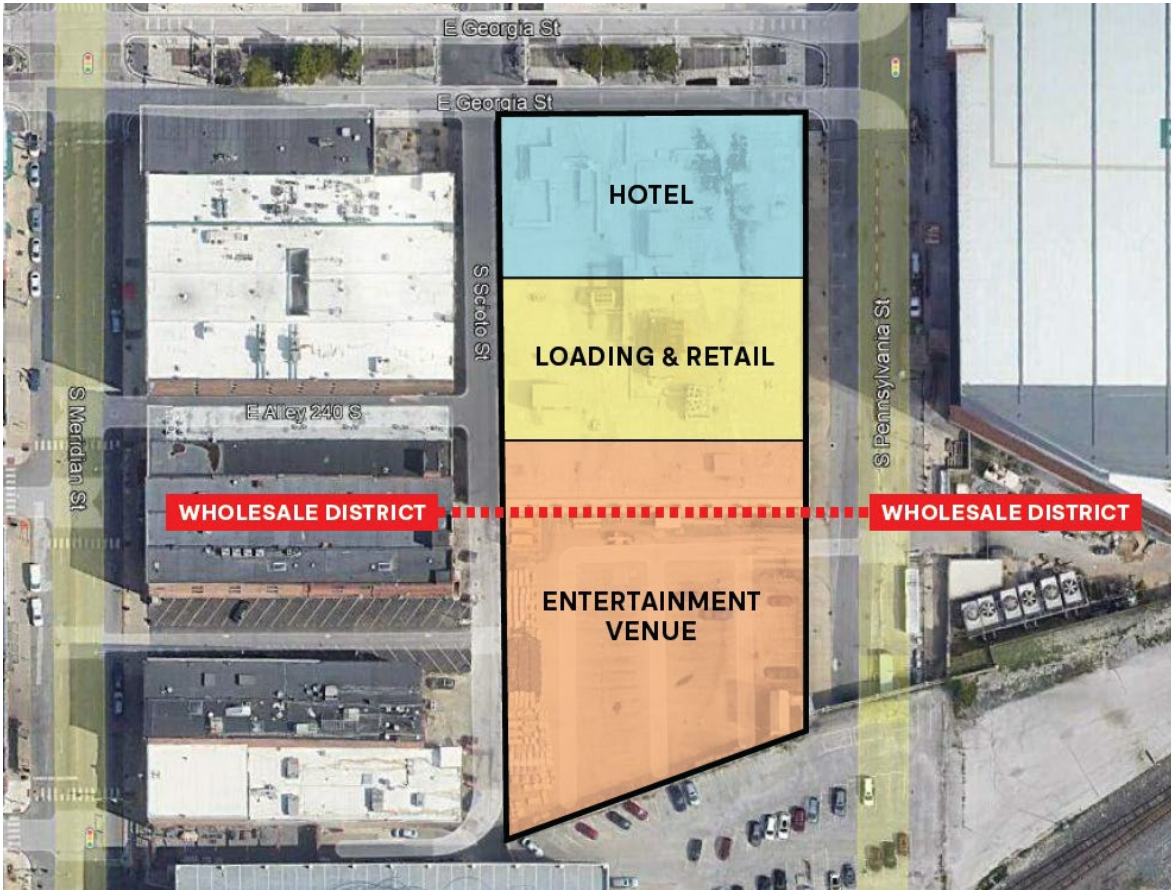 E Georgia St
E Georgia St
HOTEL
S Scioto St
LOADING & RETAIL
S Pennsylvania St
S Meridian St
E Alley 240 S
WHOLESALE DISTRICT
WHOLESALE DISTRICT
ENTERTAINMENT
VENUE